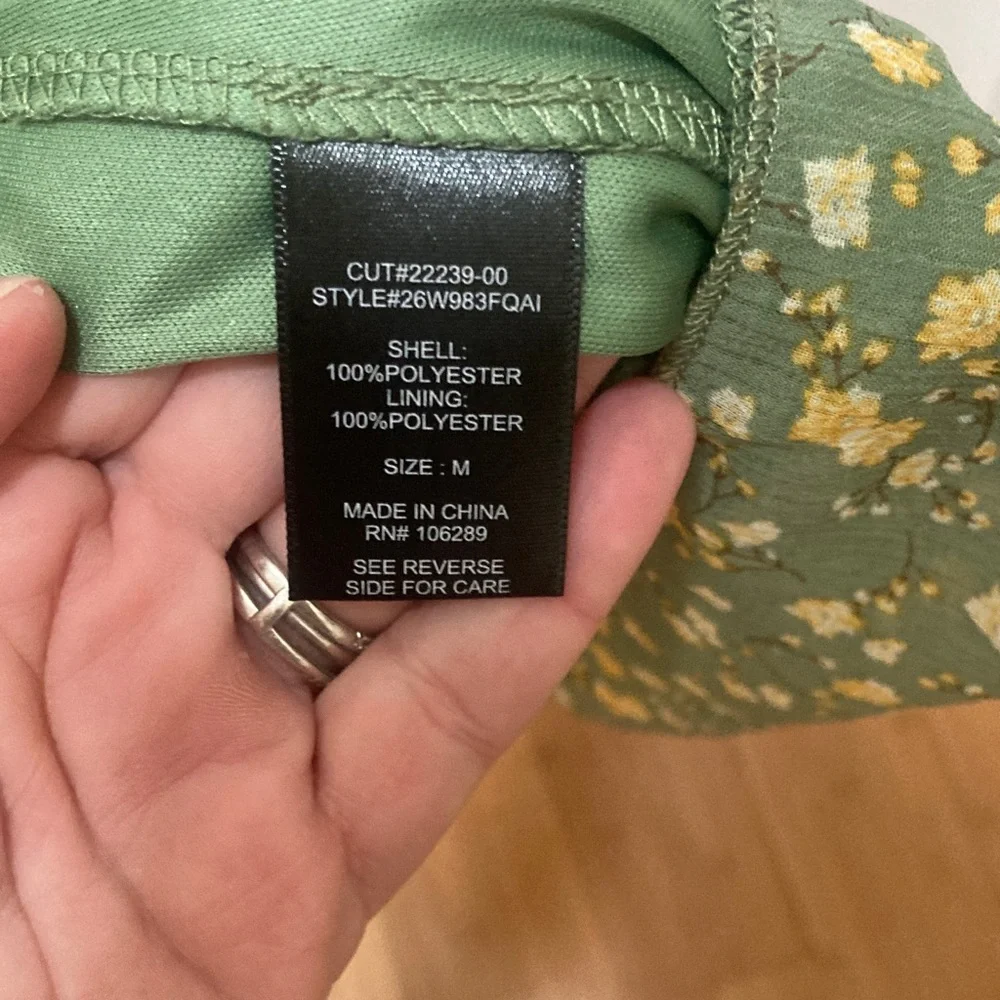 CUT#22239-00
STYLE#26W983FQAI
SHELL:
100%POLYESTER
LINING:
100%POLYESTER
SIZE : M
MADE IN CHINA
RN# 106289
SEE REVERSE
SIDE FOR CARE